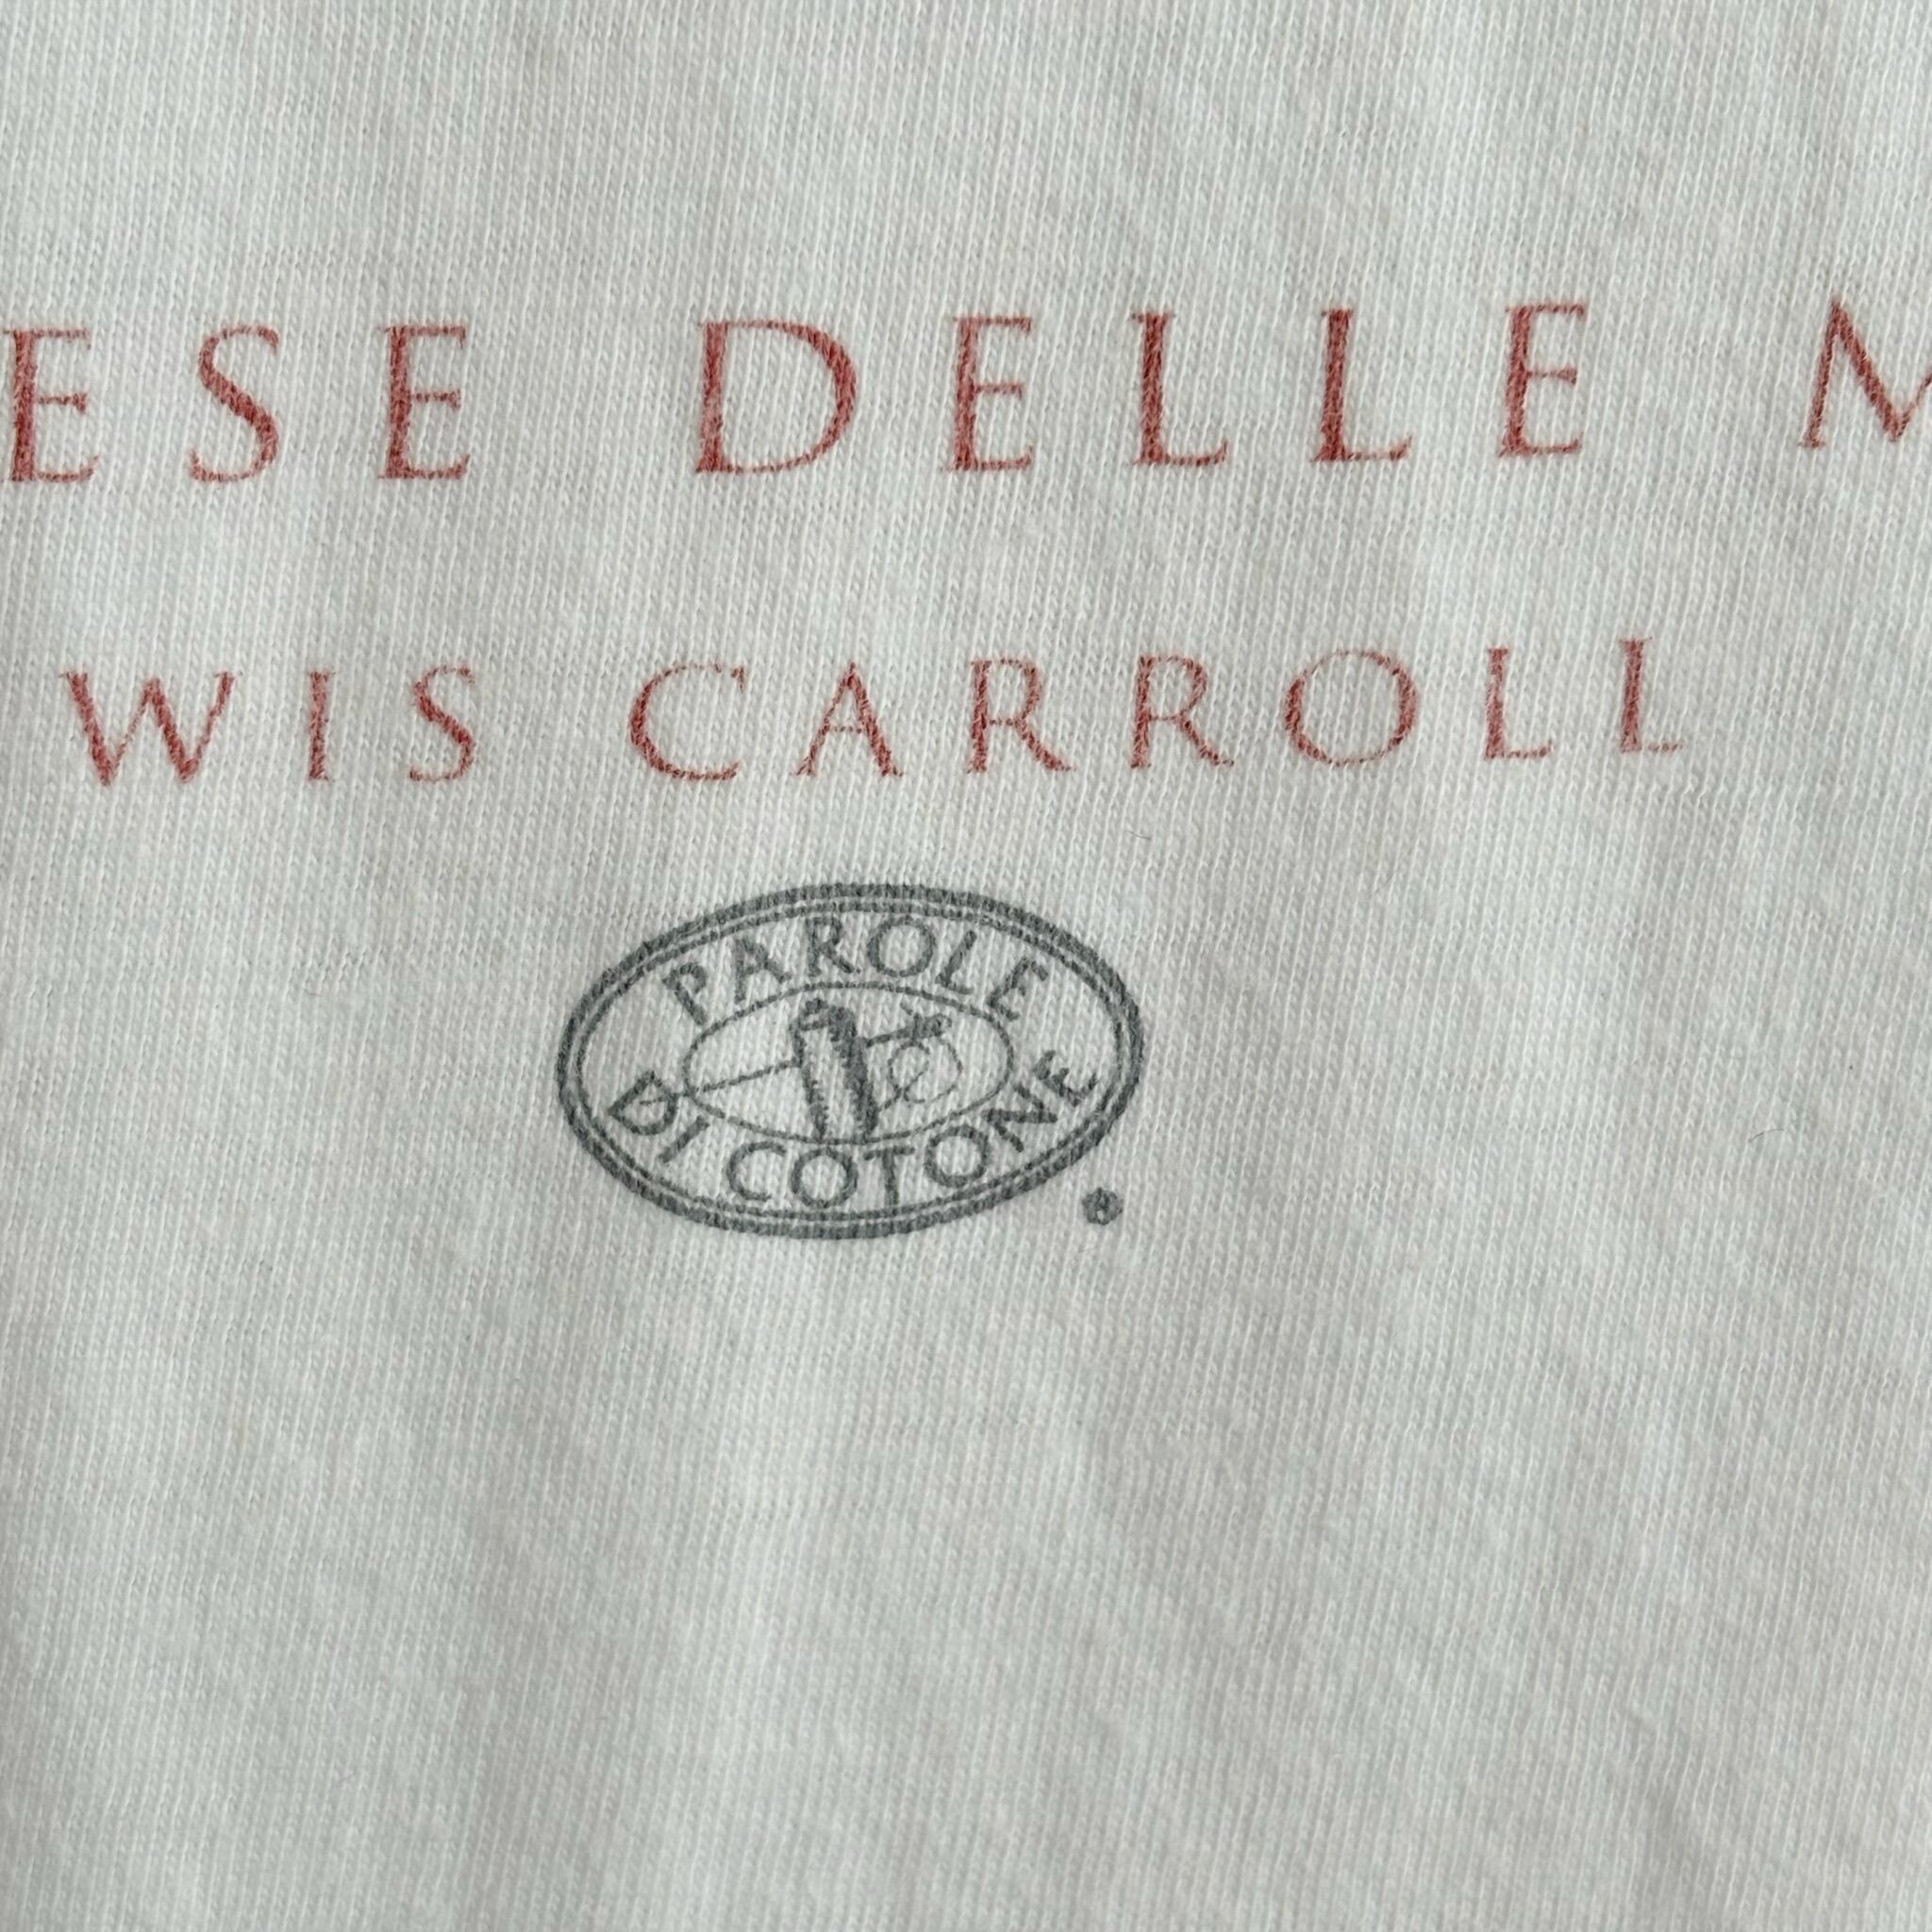 ESE DELLE M
WIS CARROLL
PAROLE
DI COTONE
®